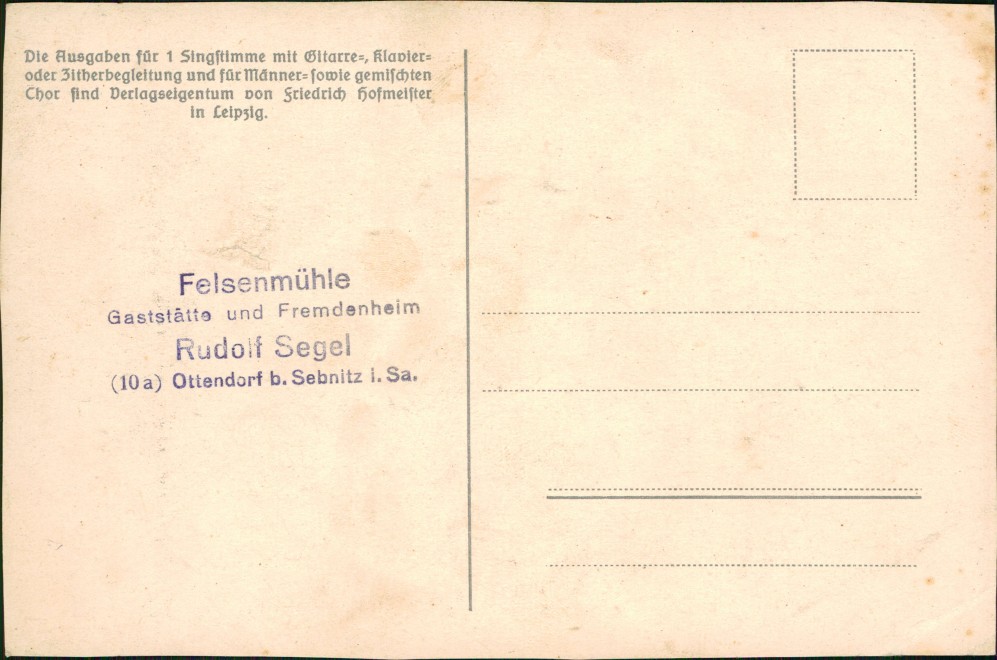 Die Ausgaben für 1 Singstimme mit Gitarre-, Klavier-
oder Zitherbegleitung und für Männer- sowie gemischten
Chor sind Verlagseigentum von Friedrich Hofmeister
in Leipzig.
Felsenmühle
Gaststätte und Fremdenheim
Rudolf Segel
(10a) Ottendorf b. Sebnitz i. Sa.